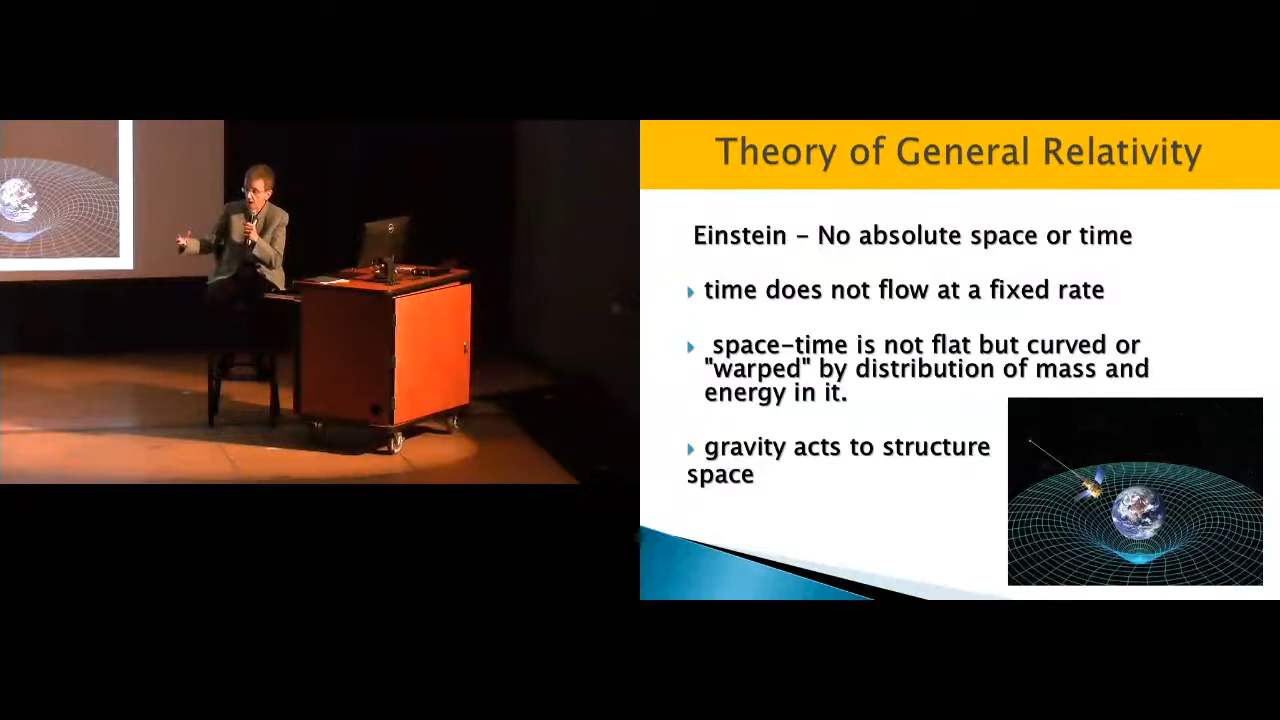 Theory of General Relativity
Einstein – No absolute space or time
time does not flow at a fixed rate
space-time is not flat but curved or
"warped" by distribution of mass and
energy in it.
gravity acts to structure
space